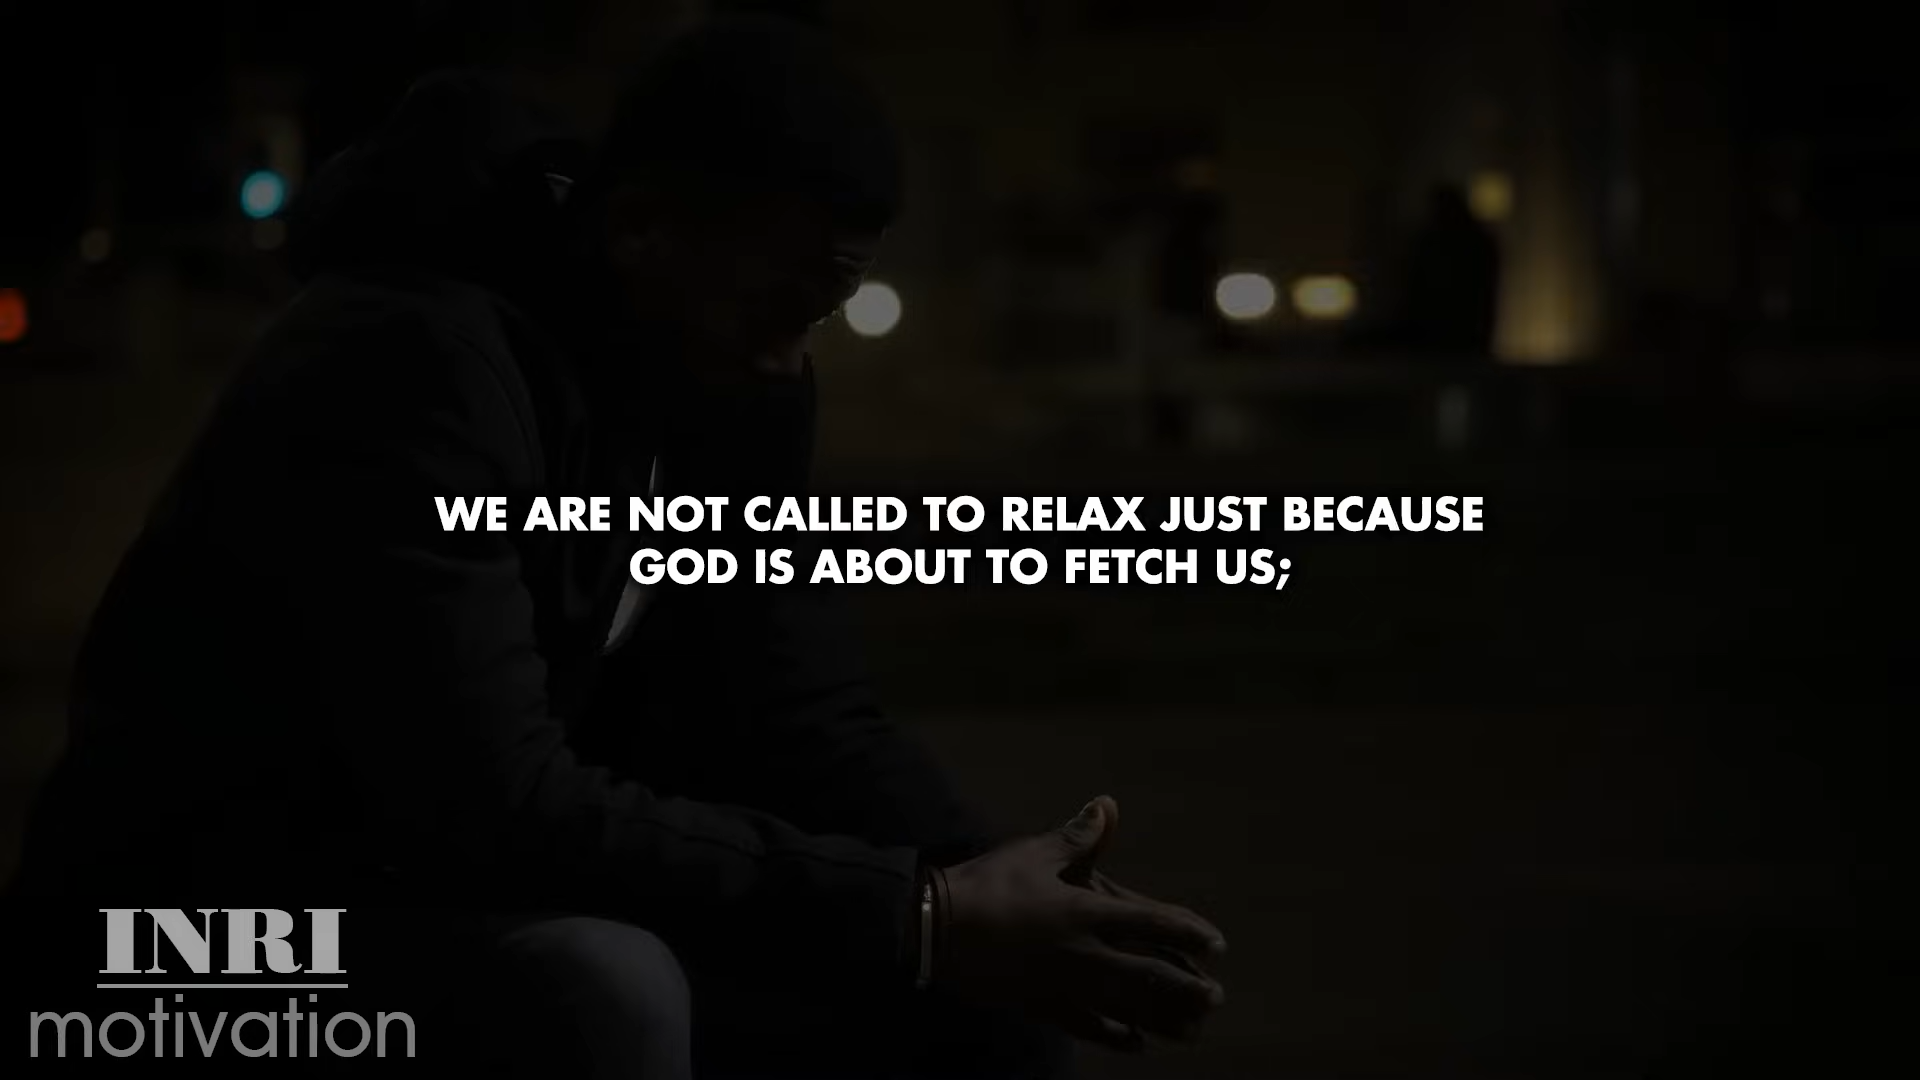 WE ARE NOT CALLED TO RELAX JUST BECAUSE
GOD IS ABOUT TO FETCH US;
INRI
motivation